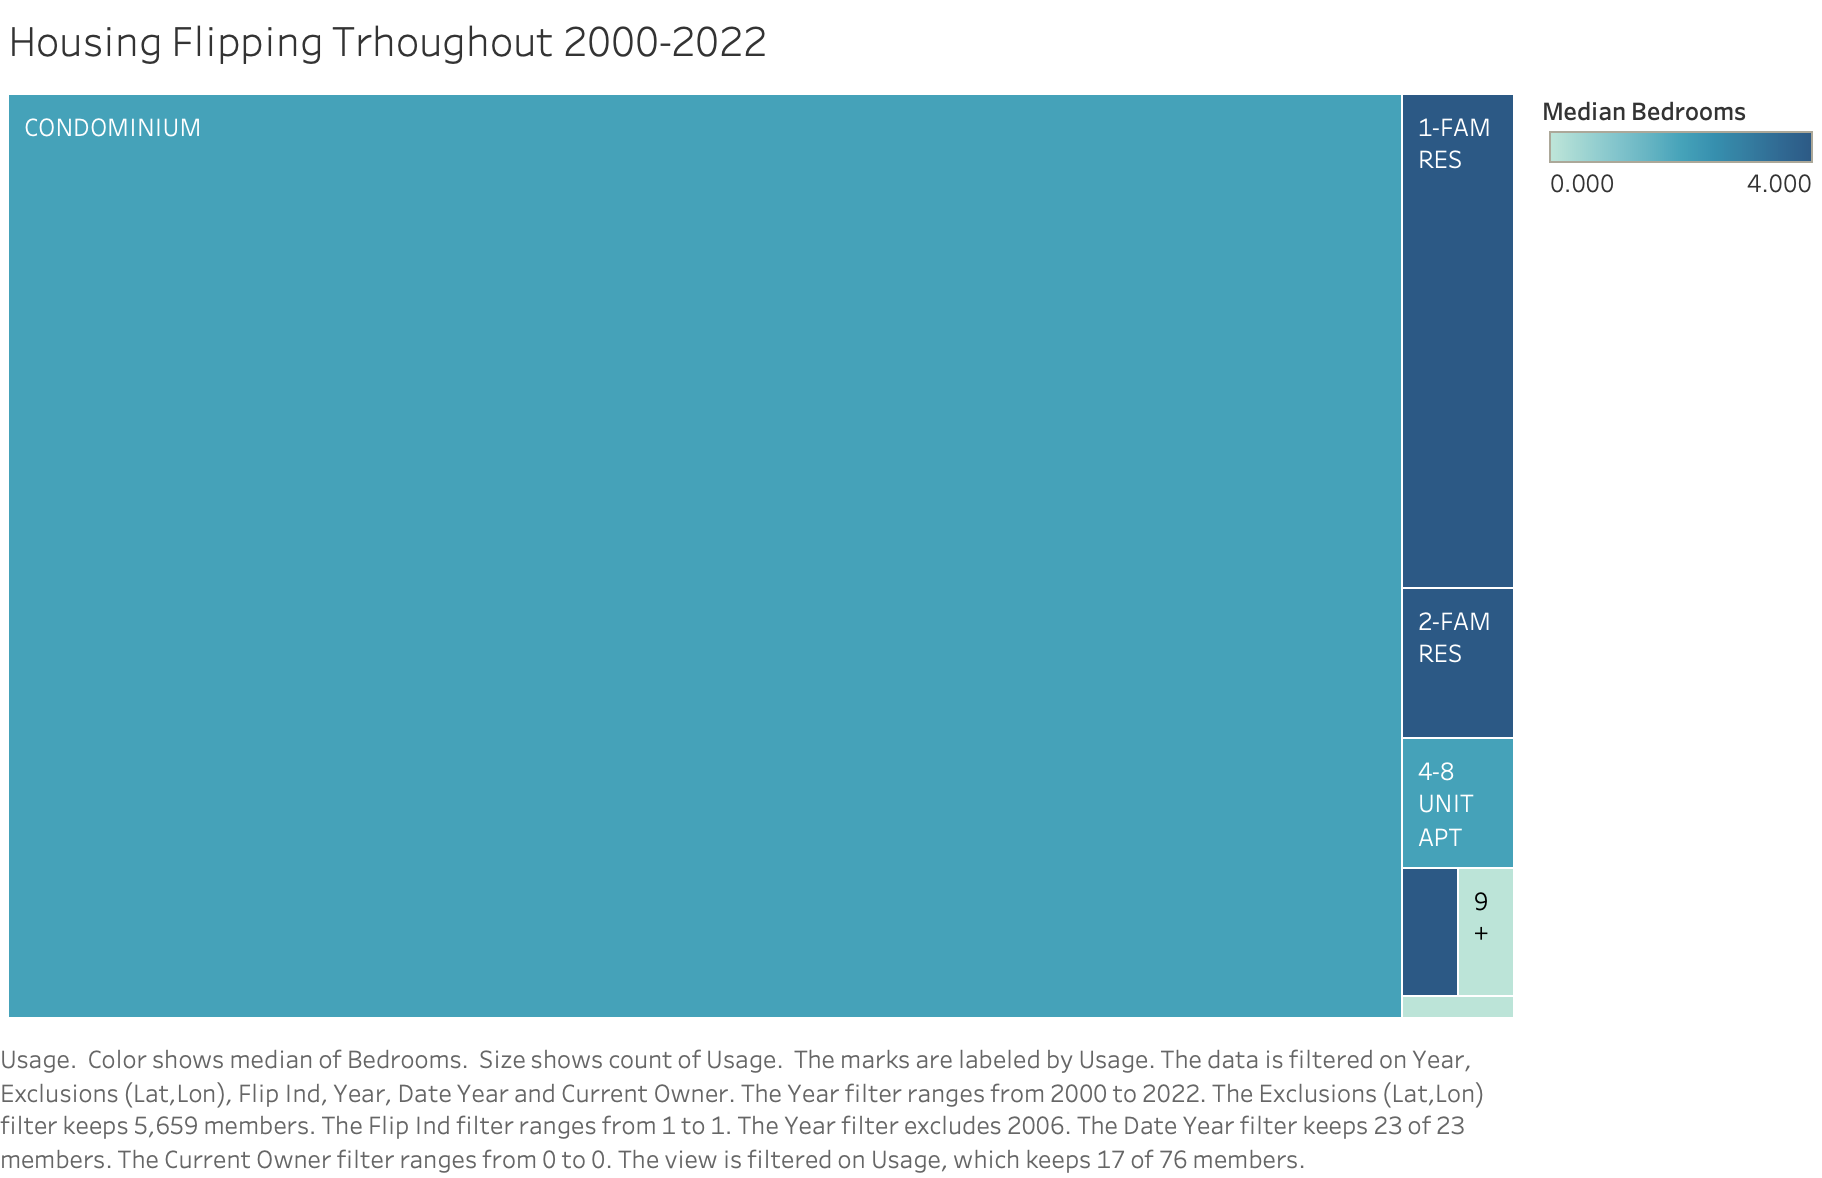 Housing Flipping Trhoughout 2000-2022
CONDOMINIUM
1-FAM
RES
2-FAM
RES
4-8
UNIT
APT
9
+
Median Bedrooms
0.000 4.000
Usage.  Color shows median of Bedrooms.  Size shows count of Usage.  The marks are labeled by Usage. The data is filtered on Year,
Exclusions (Lat,Lon), Flip Ind, Year, Date Year and Current Owner. The Year filter ranges from 2000 to 2022. The Exclusions (Lat,Lon)
filter keeps 5,659 members. The Flip Ind filter ranges from 1 to 1. The Year filter excludes 2006. The Date Year filter keeps 23 of 23
members. The Current Owner filter ranges from 0 to 0. The view is filtered on Usage, which keeps 17 of 76 members.